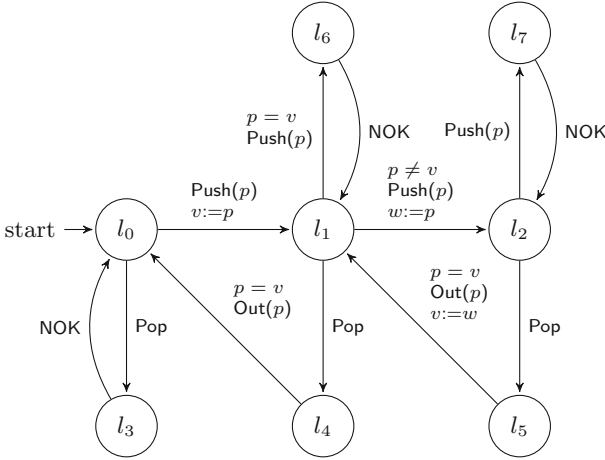 l₆
l₇
p = v
Push(p)
NOK
Push(p)
NOK
Push(p)
v:=p
p ≠ v
Push(p)
w:=p
start
l₀
l₁
l₂
NOK
Pop
p = v
Out(p)
Pop
p = v
Out(p)
v:=w
Pop
l₃
l₄
l₅